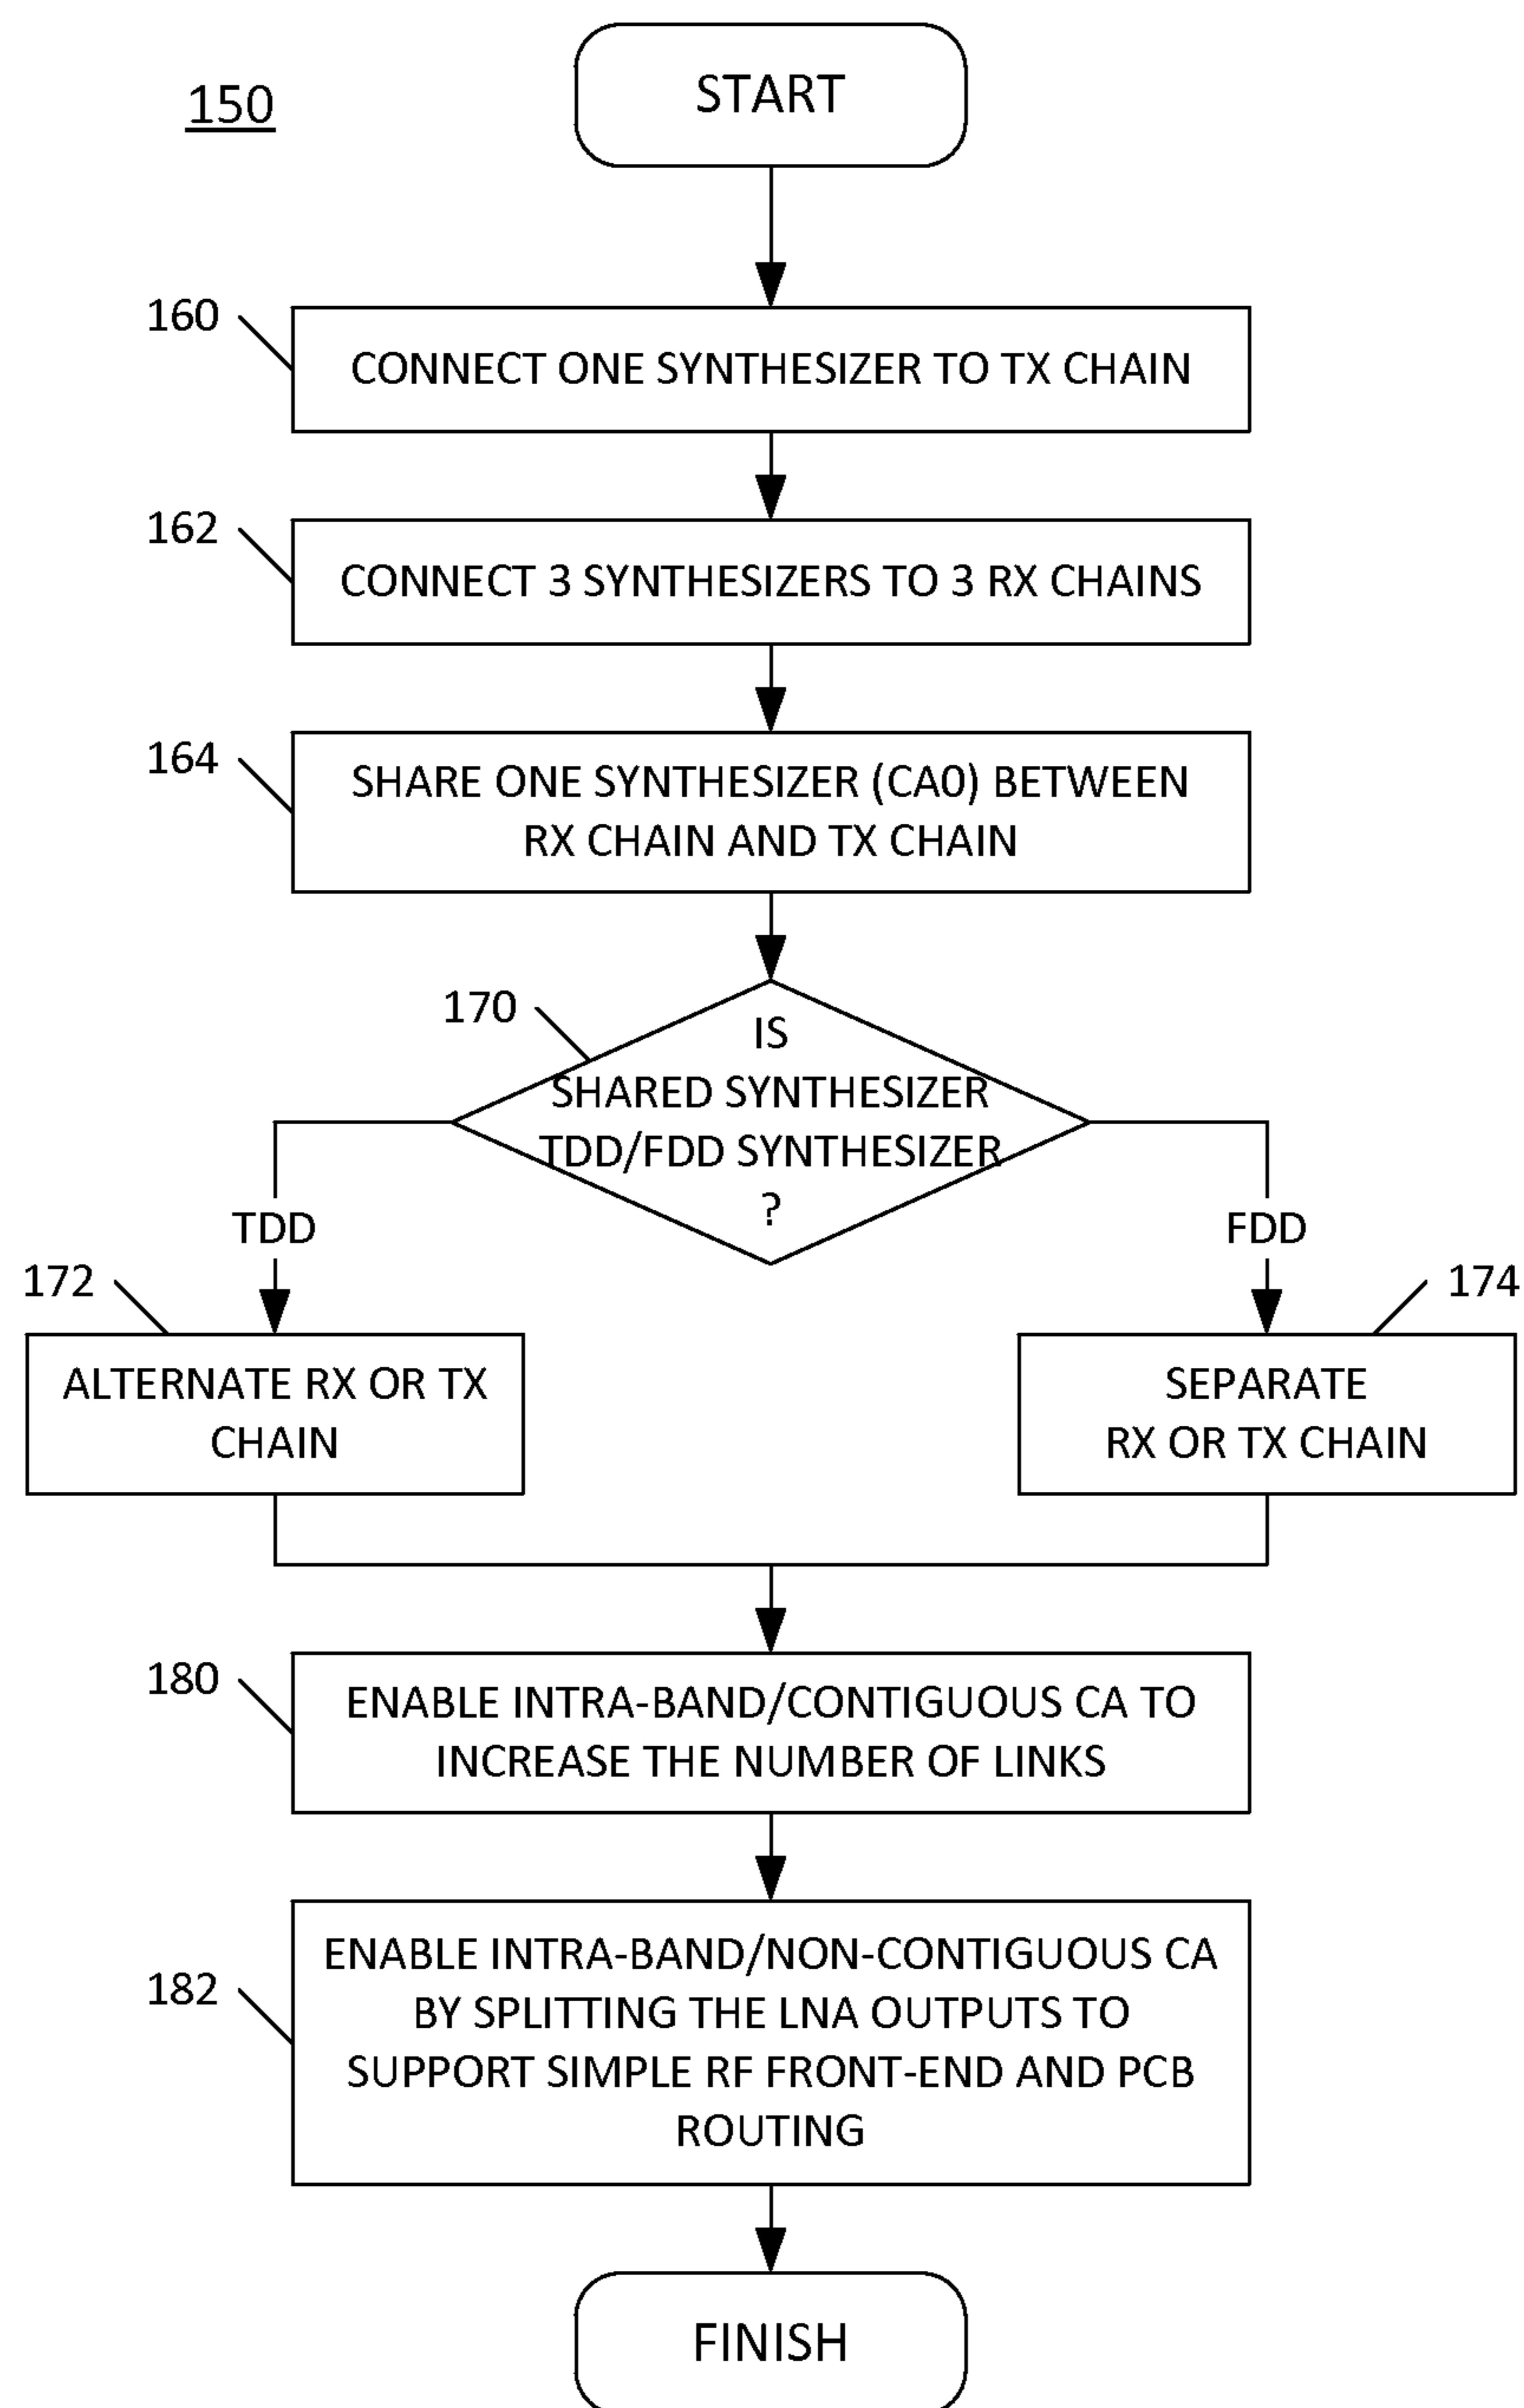 START
150
160
CONNECT ONE SYNTHESIZER TO TX CHAIN
162
CONNECT 3 SYNTHESIZERS TO 3 RX CHAINS
164
SHARE ONE SYNTHESIZER (CA0) BETWEEN
RX CHAIN AND TX CHAIN
170
IS
SHARED SYNTHESIZER
TDD/FDD SYNTHESIZER
?
TDD
FDD
172
174
ALTERNATE RX OR TX
CHAIN
SEPARATE
RX OR TX CHAIN
180
ENABLE INTRA-BAND/CONTIGUOUS CA TO
INCREASE THE NUMBER OF LINKS
182
ENABLE INTRA-BAND/NON-CONTIGUOUS CA
BY SPLITTING THE LNA OUTPUTS TO
SUPPORT SIMPLE RF FRONT-END AND PCB
ROUTING
FINISH